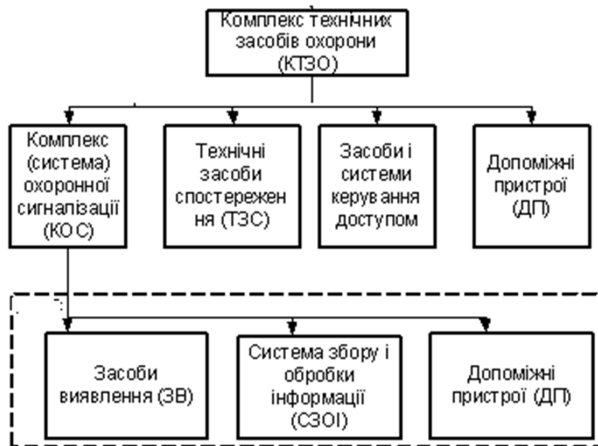 Комплекс технічних
засобів охорони
(КТЗО)
Комплекс
(система)
охоронної
сигналізації
(КОС)
Технічні
засоби
спостережен
ня (ТЗС)
Засоби і
системи
керування
доступом
Допоміжні
пристрої
(ДП)
Засоби
виявлення (ЗВ)
Система збору і
обробки
інформації
(СЗОІ)
Допоміжні
пристрої (ДП)